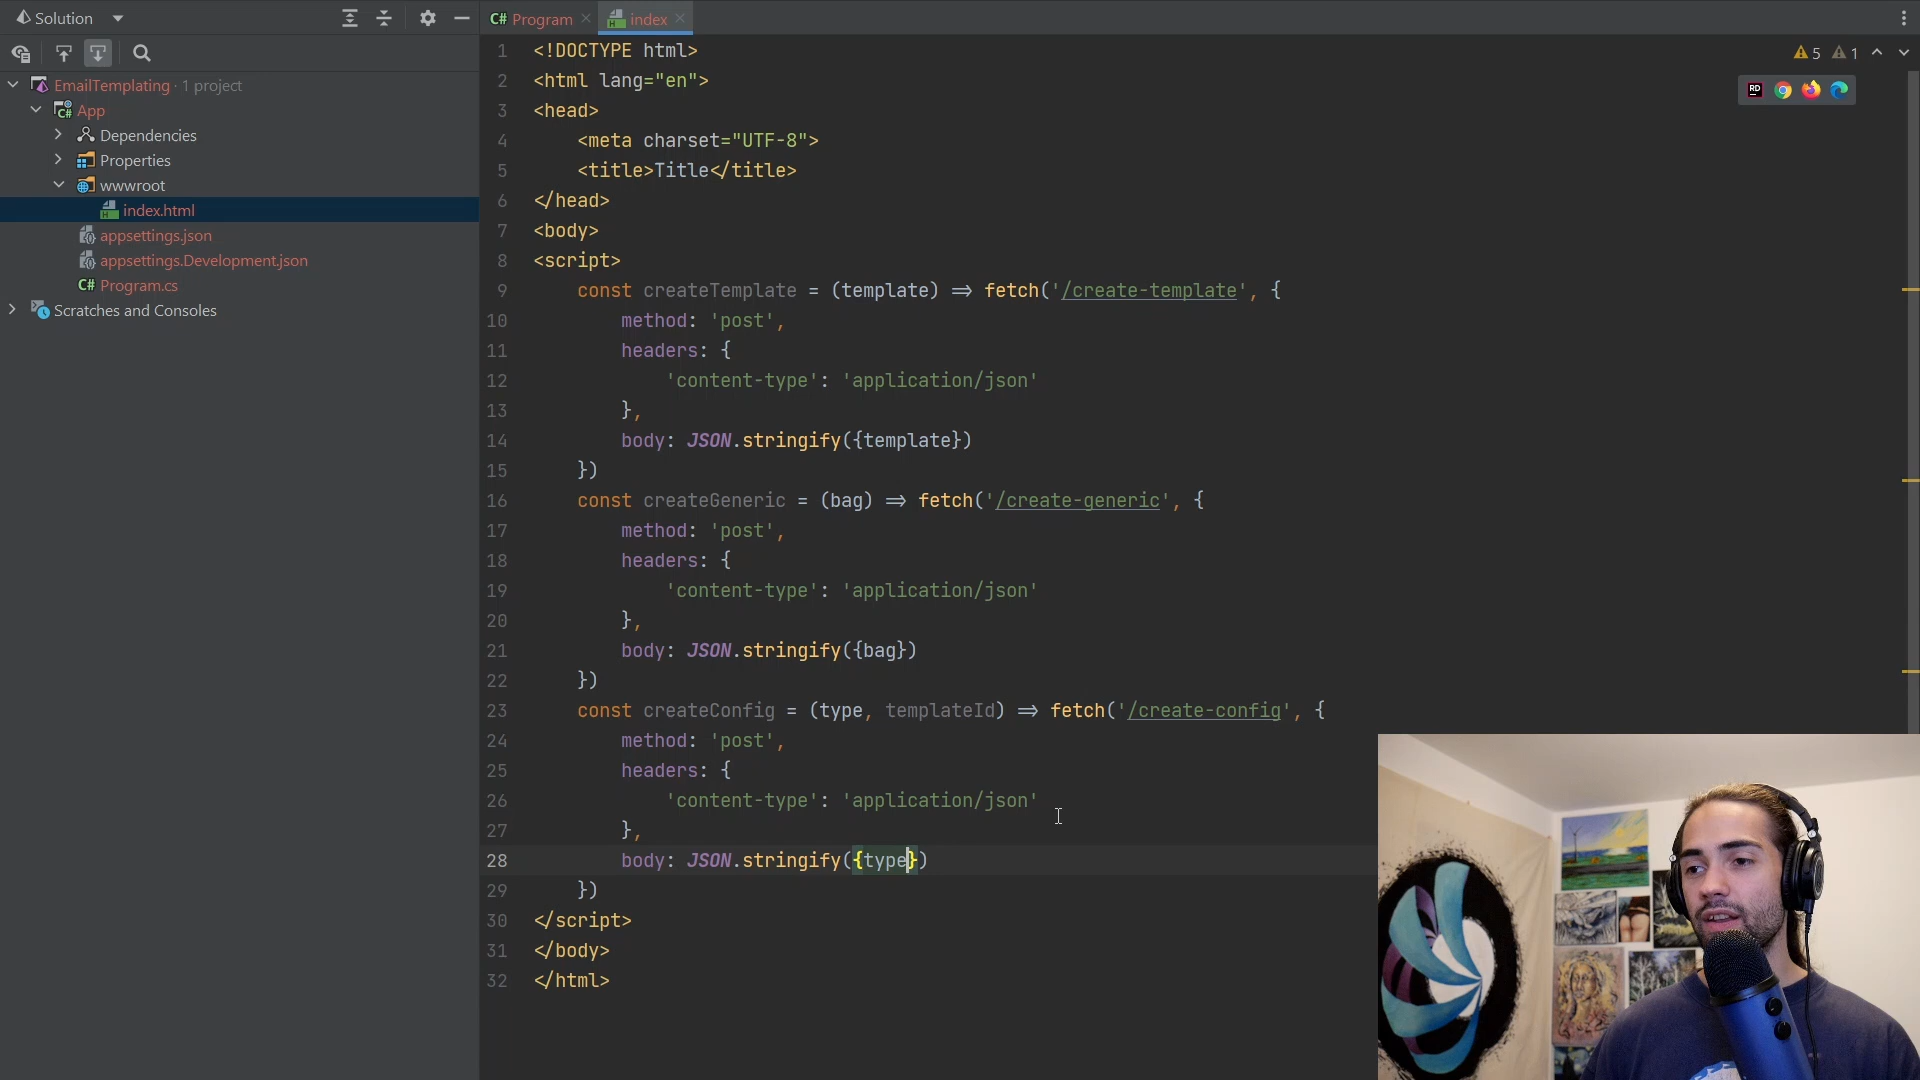 Solution
C# Program
index
EmailTemplating · 1 project
App
Dependencies
Properties
wwwroot
index.html
appsettings.json
appsettings.Development.json
C# Program.cs
Scratches and Consoles
5 1
1 <!DOCTYPE html>
2 <html lang="en">
3 <head>
4 <meta charset="UTF-8">
5 <title>Title</title>
6 </head>
7 <body>
8 <script>
9 const createTemplate = (template) => fetch('/create-template', {
10 method: 'post',
11 headers: {
12 'content-type': 'application/json'
13 },
14 body: JSON.stringify({template})
15 })
16 const createGeneric = (bag) => fetch('/create-generic', {
17 method: 'post',
18 headers: {
19 'content-type': 'application/json'
20 },
21 body: JSON.stringify({bag})
22 })
23 const createConfig = (type, templateId) => fetch('/create-config', {
24 method: 'post',
25 headers: {
26 'content-type': 'application/json'
27 },
28 body: JSON.stringify({type})
29 })
30 </script>
31 </body>
32 </html>